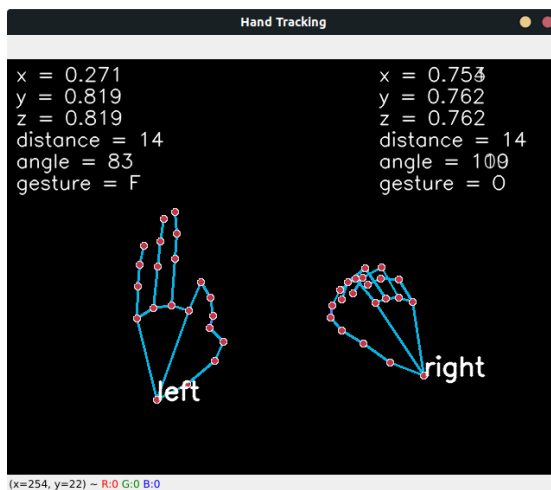 Hand Tracking
x = 0.271
y = 0.819
z = 0.819
distance = 14
angle = 83
gesture = F
x =
y = 0.762
z = 0.762
distance = 14
angle =
gesture = O
left
right
(x=254, y=22) ~ R:0 G:0 B:0